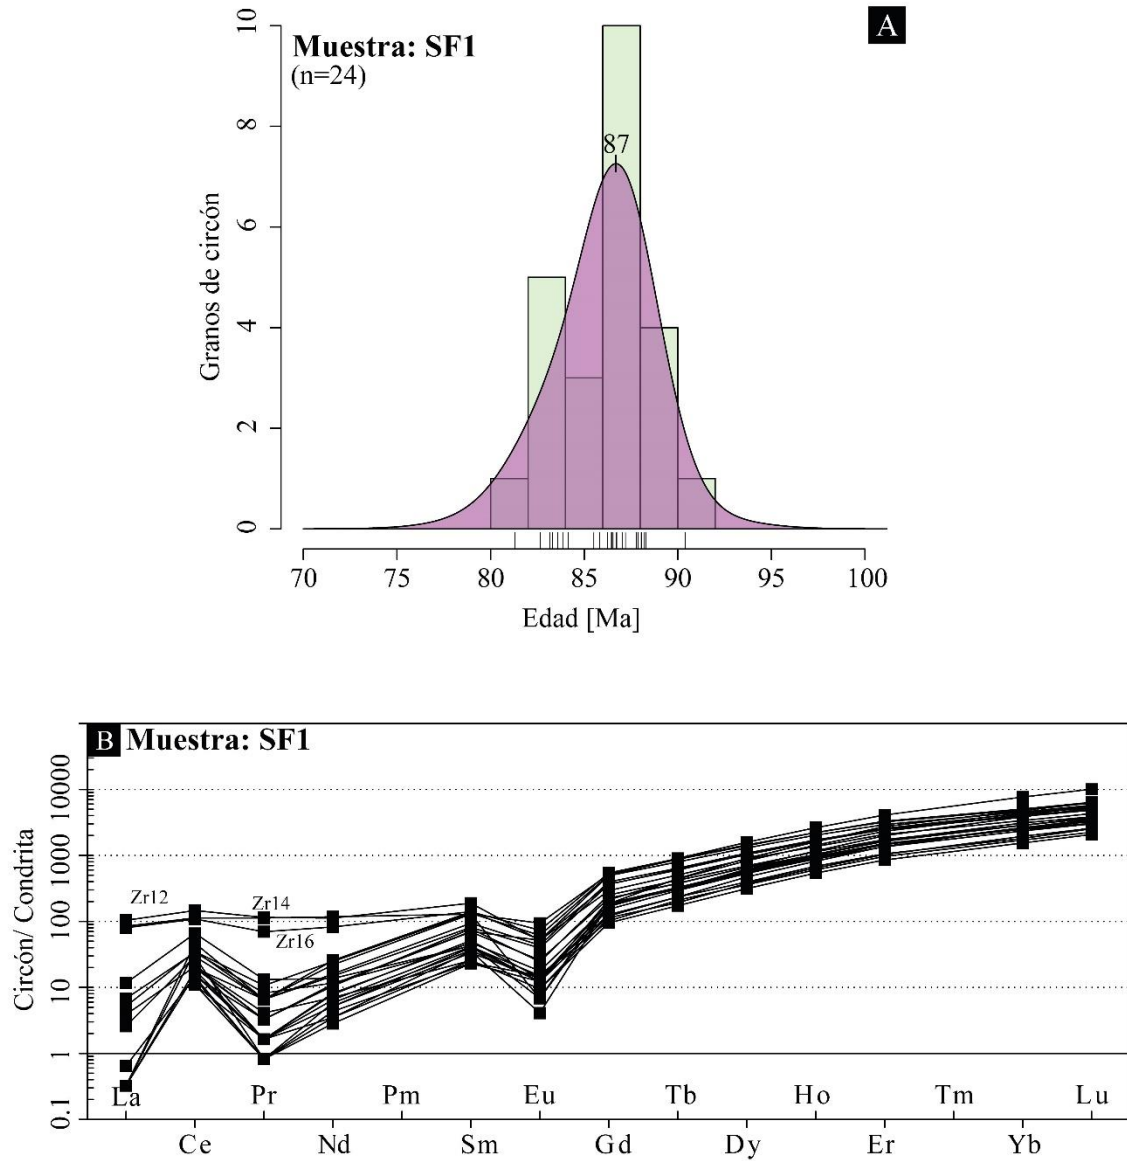 A
Muestra: SF1
(n=24)
87
10
8
6
4
2
0
Granos de circón
70 75 80 85 90 95 100
Edad [Ma]
B Muestra: SF1
10000
1000
100
10
1
0.1
Circón/ Condrita
Zr12
Zr14
Zr16
La Pr Pm Eu Tb Ho Tm Lu
Ce Nd Sm Gd Dy Er Yb